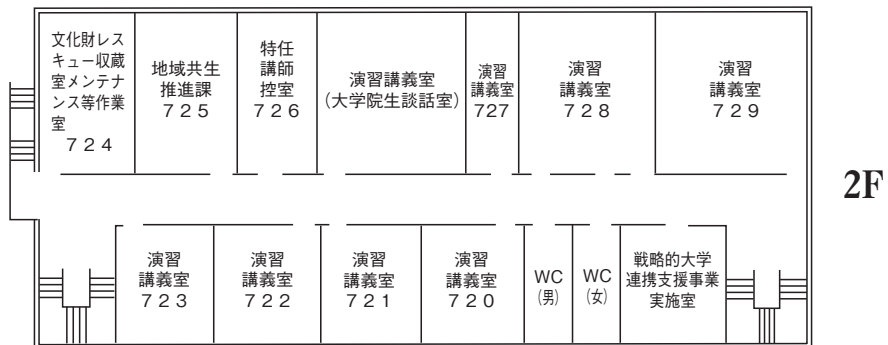 文化財レス
キュー収蔵
室メンテナ
ンス等作業
室
７２４
地域共生
推進課
７２５
特任
講師
控室
７２６
演習講義室
（大学院生談話室）
演習
講義室
727
演習
講義室
７２８
演習
講義室
７２９
2F
演習
講義室
７２３
演習
講義室
７２２
演習
講義室
７２１
演習
講義室
７２０
WC
（男）
WC
（女）
戦略的大学
連携支援事業
実施室